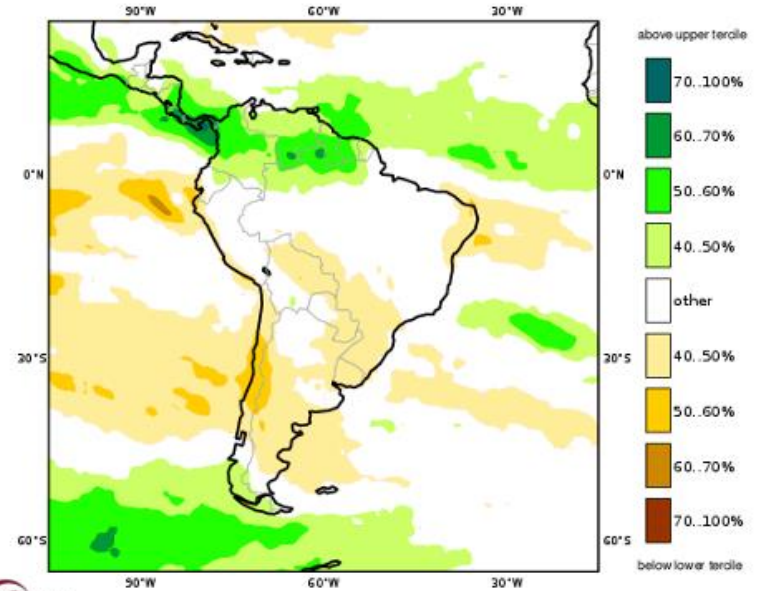 90°W 60°W 30°W
above upper tercile
70..100%
60..70%
0°N 0°N
50..60%
40..50%
other
30°S 30°S
40..50%
50..60%
60..70%
70..100%
60°S 60°S
below lower tercile
90°W 60°W 30°W